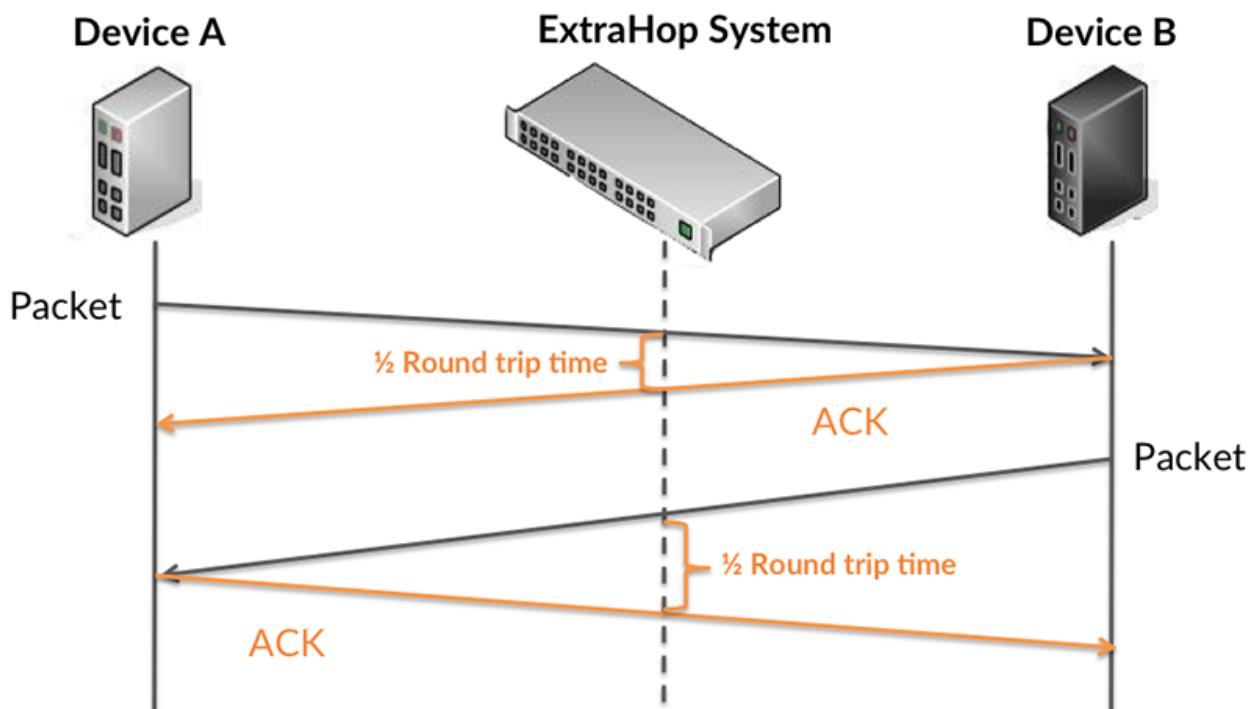 Device A
ExtraHop System
Device B
Packet
½ Round trip time
ACK
Packet
½ Round trip time
ACK